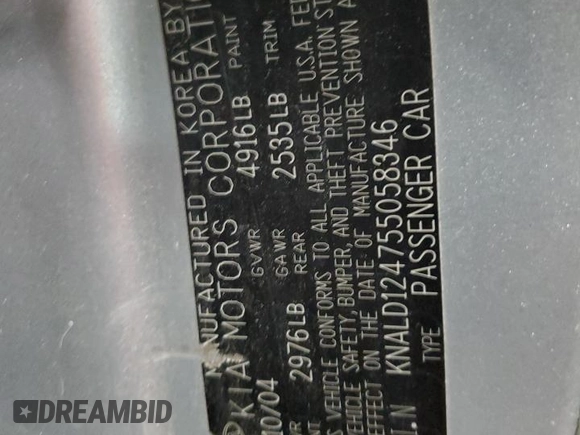 MANUFACTURED IN KOREA BY
KIA MOTORS CORPORATI
10/04 GVWR 4916LB PAINT
GAWR 2535LB TRIM
2976LB REAR
VEHICLE CONFORMS TO ALL APPLICABLE U.S.A. FE
VEHICLE SAFETY, BUMPER, AND THEFT PREVENTION ST
EFFECT ON THE DATE OF MANUFACTURE SHOWN A
I.N KNALD124755058346
TYPE PASSENGER CAR
DREAMBID